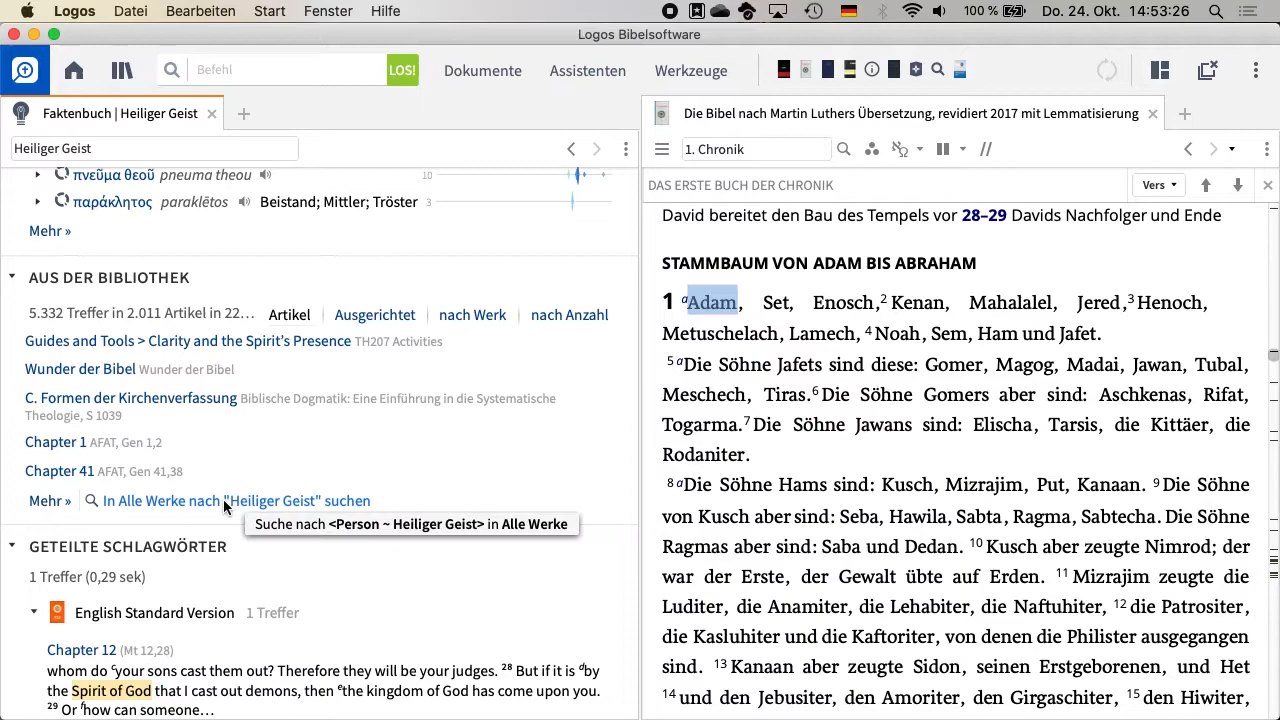 Logos Datei Bearbeiten Start Fenster Hilfe 100 % Do. 24. Okt. 14:53:26
Logos Bibelsoftware
Befehl LOS! Dokumente Assistenten Werkzeuge
Faktenbuch | Heiliger Geist
Heiliger Geist
πνεῦμα θεοῦ pneuma theou 10
παράκλητος paraklētos Beistand; Mittler; Tröster 3
Mehr »
AUS DER BIBLIOTHEK
5.332 Treffer in 2.011 Artikel in 22… Artikel Ausgerichtet nach Werk nach Anzahl
Guides and Tools > Clarity and the Spirit’s Presence TH207 Activities
Wunder der Bibel Wunder der Bibel
C. Formen der Kirchenverfassung Biblische Dogmatik: Eine Einführung in die Systematische
Theologie, S 1039
Chapter 1 AFAT, Gen 1,2
Chapter 41 AFAT, Gen 41,38
Mehr » In Alle Werke nach "Heiliger Geist" suchen
Suche nach <Person ~ Heiliger Geist> in Alle Werke
GETEILTE SCHLAGWÖRTER
1 Treffer (0,29 sek)
English Standard Version 1 Treffer
Chapter 12 (Mt 12,28)
whom do ʳyour sons cast them out? Therefore they will be your judges. 28 But if it is ᵈby
the Spirit of God that I cast out demons, then ᵉthe kingdom of God has come upon you.
29 Or ᶠhow can someone…
Die Bibel nach Martin Luthers Übersetzung, revidiert 2017 mit Lemmatisierung
1. Chronik //
DAS ERSTE BUCH DER CHRONIK Vers
David bereitet den Bau des Tempels vor 28–29 Davids Nachfolger und Ende
STAMMBAUM VON ADAM BIS ABRAHAM
1 ᵃAdam, Set, Enosch,2 Kenan, Mahalalel, Jered,3 Henoch,
Metuschelach, Lamech, 4 Noah, Sem, Ham und Jafet.
5 ᵃDie Söhne Jafets sind diese: Gomer, Magog, Madai, Jawan, Tubal,
Meschech, Tiras.6 Die Söhne Gomers aber sind: Aschkenas, Rifat,
Togarma.7 Die Söhne Jawans sind: Elischa, Tarsis, die Kittäer, die
Rodaniter.
8 ᵃDie Söhne Hams sind: Kusch, Mizrajim, Put, Kanaan. 9 Die Söhne
von Kusch aber sind: Seba, Hawila, Sabta, Ragma, Sabtecha. Die Söhne
Ragmas aber sind: Saba und Dedan. 10 Kusch aber zeugte Nimrod; der
war der Erste, der Gewalt übte auf Erden. 11 Mizrajim zeugte die
Luditer, die Anamiter, die Lehabiter, die Naftuhiter, 12 die Patrositer,
die Kasluhiter und die Kaftoriter, von denen die Philister ausgegangen
sind. 13 Kanaan aber zeugte Sidon, seinen Erstgeborenen, und Het
14 und den Jebusiter, den Amoriter, den Girgaschiter, 15 den Hiwiter,